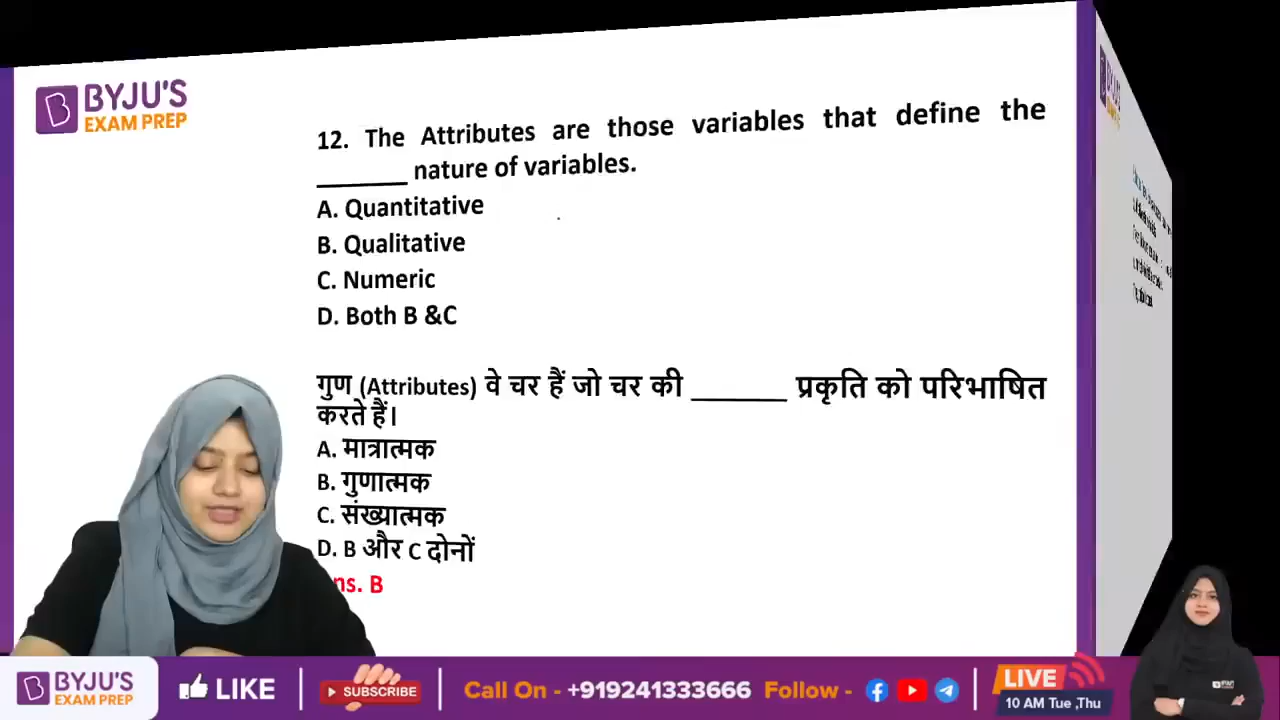 BYJU'S
EXAM PREP
12. The Attributes are those variables that define the
_______ nature of variables.
A. Quantitative
B. Qualitative
C. Numeric
D. Both B &C
गुण (Attributes) वे चर हैं जो चर की _______ प्रकृति को परिभाषित
करते हैं।
A. मात्रात्मक
B. गुणात्मक
C. संख्यात्मक
D. B और C दोनों
ns. B
BYJU'S
EXAM PREP
LIKE
SUBSCRIBE
Call On - +919241333666 Follow -
LIVE
10 AM Tue ,Thu